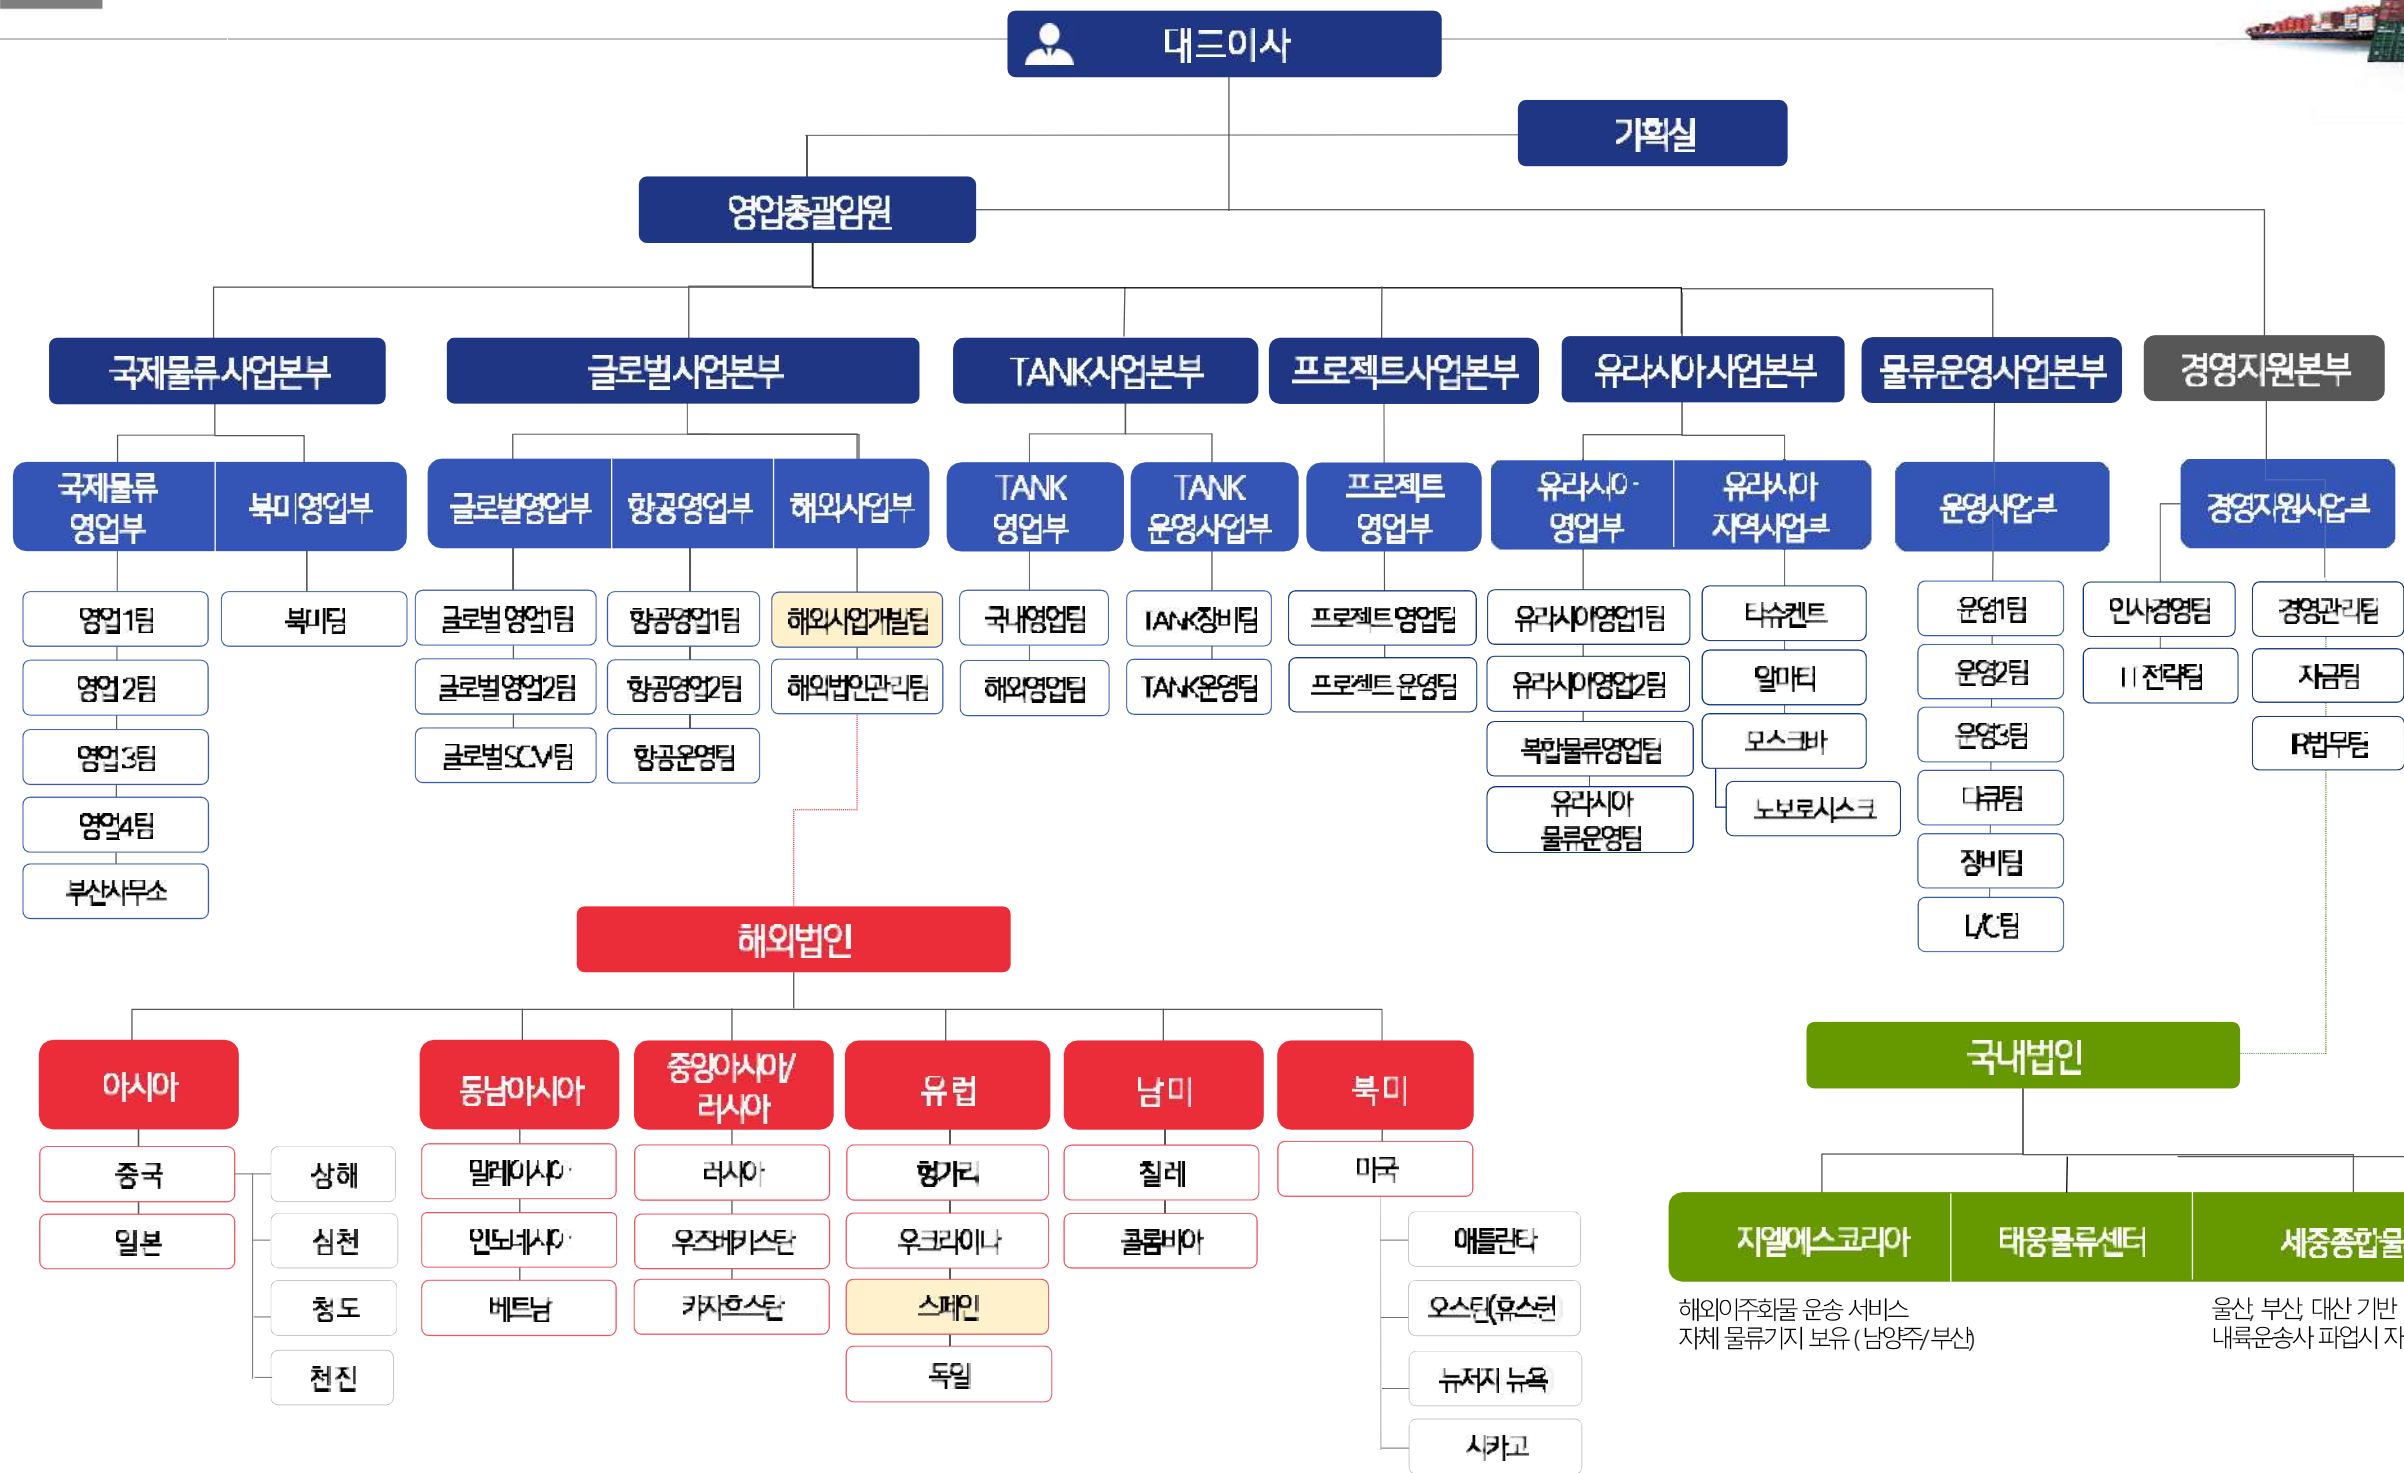 대표이사
기획실
영업총괄임원
국제물류사업본부
글로벌사업본부
TANK사업본부
프로젝트사업본부
유라시아사업본부
물류운영사업본부
경영지원본부
국제물류
영업부
북미영업부
글로벌영업부
항공영업부
해외사업부
TANK
영업부
TANK
운영사업부
프로젝트
영업부
유라시아
영업부
유라시아
지역사업부
운영사업부
경영지원사업부
영업1팀
영업2팀
영업3팀
영업4팀
부산사무소
북미팀
글로벌영업1팀
글로벌영업2팀
글로벌SCM팀
항공영업1팀
항공영업2팀
항공운영팀
해외사업개발팀
해외법인관리팀
국내영업팀
해외영업팀
TANK장비팀
TANK운영팀
프로젝트 영업팀
프로젝트 운영팀
유라시아영업1팀
유라시아영업2팀
복합물류영업팀
유라시아
물류운영팀
타슈켄트
알마티
모스크바
노보로시스크
운영1팀
운영2팀
운영3팀
다큐팀
장비팀
L/C팀
인사경영팀
IT전략팀
경영관리팀
자금팀
IR법무팀
해외법인
아시아
동남아시아
중앙아시아/
러시아
유럽
남미
북미
중국
일본
상해
심천
청도
천진
말레이시아
인도네시아
베트남
러시아
우즈베키스탄
카자흐스탄
헝가리
우크라이나
스페인
독일
칠레
콜롬비아
미국
애틀란타
오스틴(휴스턴)
뉴저지 뉴욕
시카고
국내법인
지엘에스코리아
태웅물류센터
세중종합물
해외이주화물 운송 서비스
자체 물류기지 보유 (남양주/부산)
울산, 부산, 대산 기반
내륙운송사 파업시 자